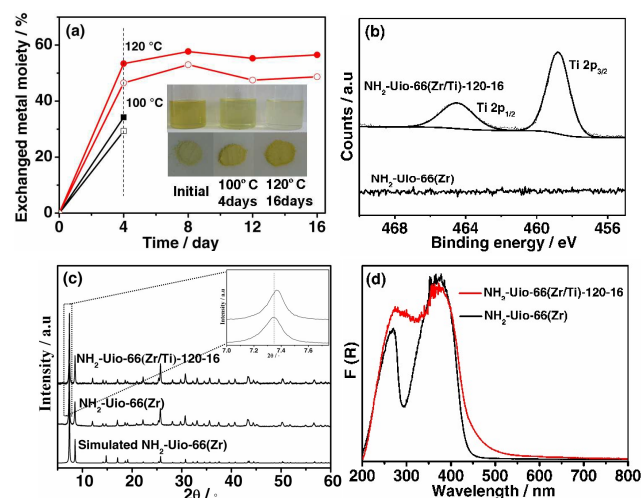 (a)
Exchanged metal moiety / %
60
40
20
0
120 °C
100 °C
Initial
100° C
4days
120° C
16days
0 4 8 12 16
Time / day
(b)
Counts / a.u
NH2-Uio-66(Zr/Ti)-120-16
Ti 2p1/2
Ti 2p3/2
NH2-UIo-66(Zr)
468 464 460 456
Binding energy / eV
(c)
Intensity / a.u
Intensity / a.u
7.0 7.2 7.4 7.6
2θ / °
NH2-Uio-66(Zr/Ti)-120-16
NH2-Uio-66(Zr)
Simulated NH2-Uio-66(Zr)
10 20 30 40 50 60
2θ / °
(d)
F (R)
NH2-Uio-66(Zr/Ti)-120-16
NH2-Uio-66(Zr)
200 300 400 500 600 700 800
Wavelength / nm